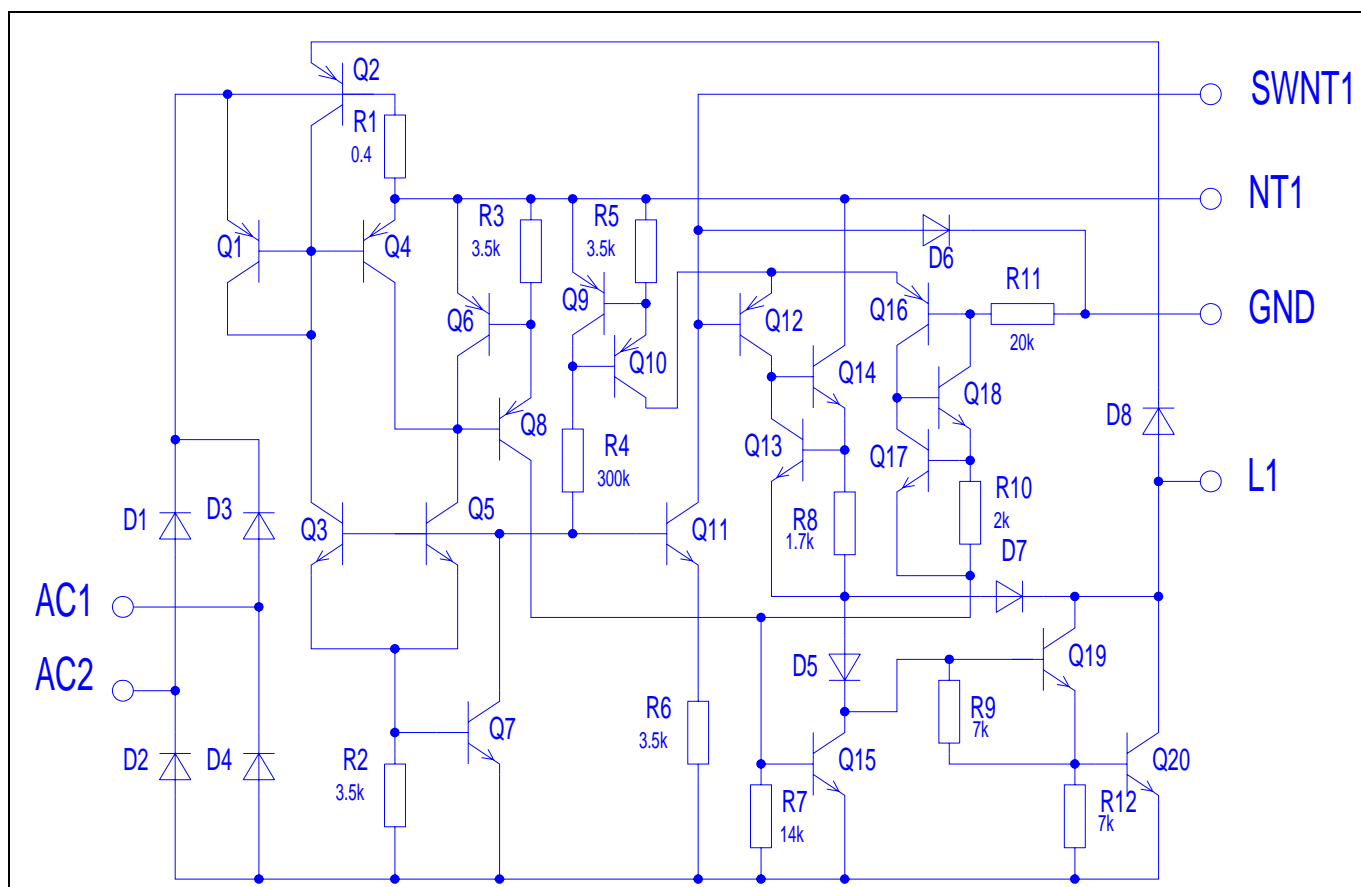 Q2
SWNT1
R1
0.4
NT1
R3
3.5k
R5
3.5k
Q1
Q4
D6
Q9
R11
20k
GND
Q6
Q12
Q16
Q10
Q14
Q18
D8
Q8
Q13
Q17
R4
300k
L1
R10
2k
D1
D3
Q3
Q5
Q11
R8
1.7k
D7
AC1
AC2
D5
Q19
R9
7k
R6
3.5k
Q7
D2
D4
R2
3.5k
Q15
Q20
R7
14k
R12
7k